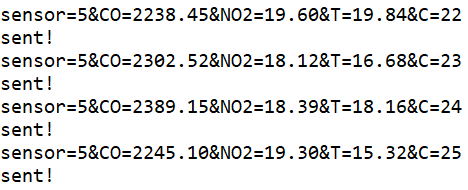 sensor=5&CO=2238.45&NO2=19.60&T=19.84&C=22
sent!
sensor=5&CO=2302.52&NO2=18.12&T=16.68&C=23
sent!
sensor=5&CO=2389.15&NO2=18.39&T=18.16&C=24
sent!
sensor=5&CO=2245.10&NO2=19.30&T=15.32&C=25
sent!